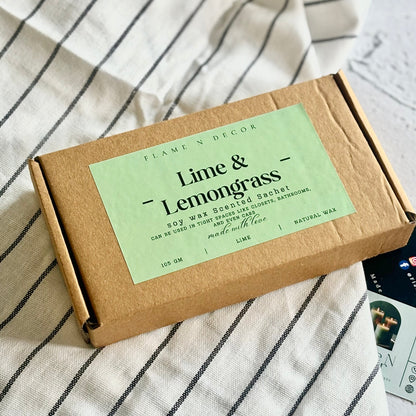 FLAME N DECOR
Lime &
- Lemongrass -
soy wax Scented Sachet
CAN BE USED IN TIGHT SPACES LIKE CLOSETS, BATHROOMS,
AND EVEN CARS
made with love
105 GM | LIME | NATURAL WAX